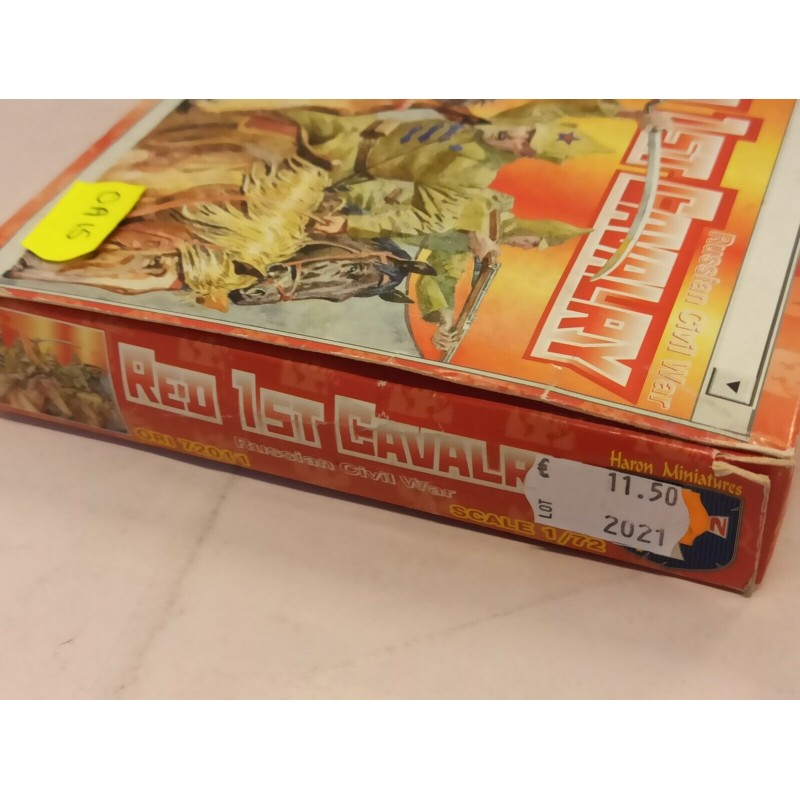 OA 15
1ST CAVALRY
Russian Civil War
RED 1ST CAVALR
Russian Civil War
ORI 72011
SCALE 1/72
Haron Miniatures
€ 11.50
LOT 2021
N